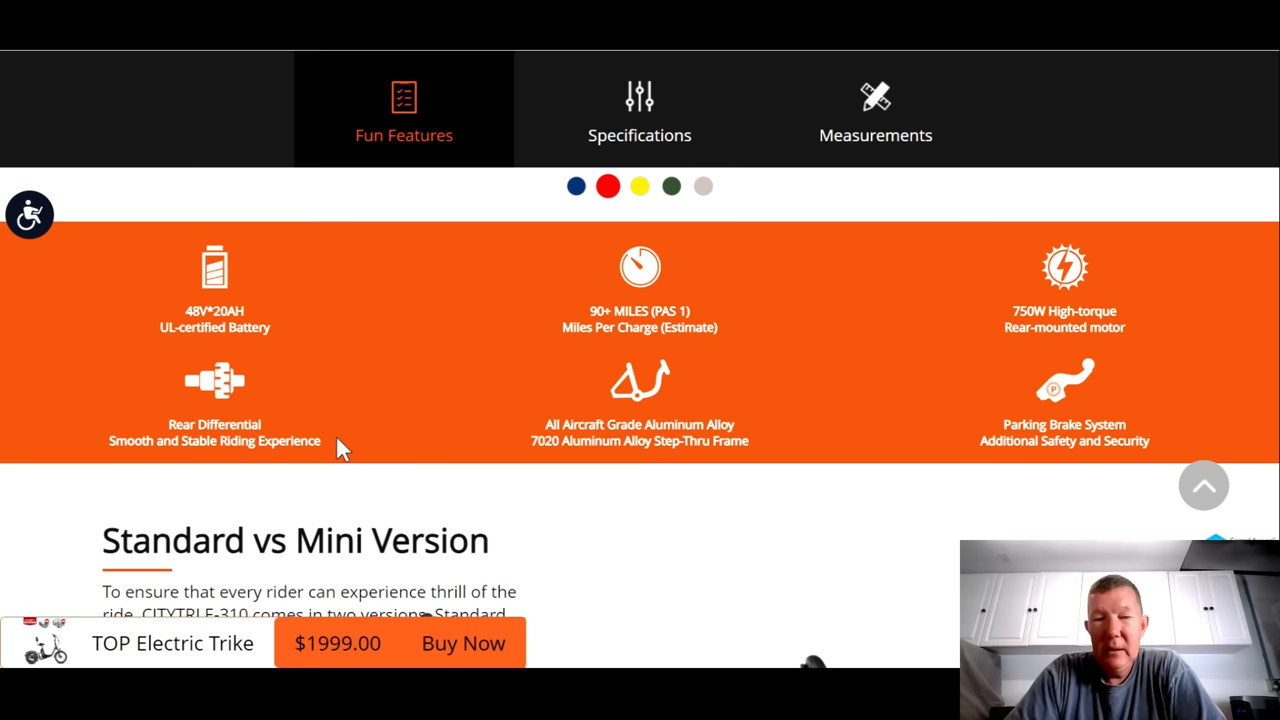 Fun Features
Specifications
Measurements
48V*20AH
UL-certified Battery
90+ MILES (PAS 1)
Miles Per Charge (Estimate)
750W High-torque
Rear-mounted motor
Rear Differential
Smooth and Stable Riding Experience
All Aircraft Grade Aluminum Alloy
7020 Aluminum Alloy Step-Thru Frame
P
Parking Brake System
Additional Safety and Security
Standard vs Mini Version
To ensure that every rider can experience thrill of the
ride, CITYTRI E-310 comes in two versions: Standard
TOP Electric Trike
$1999.00
Buy Now